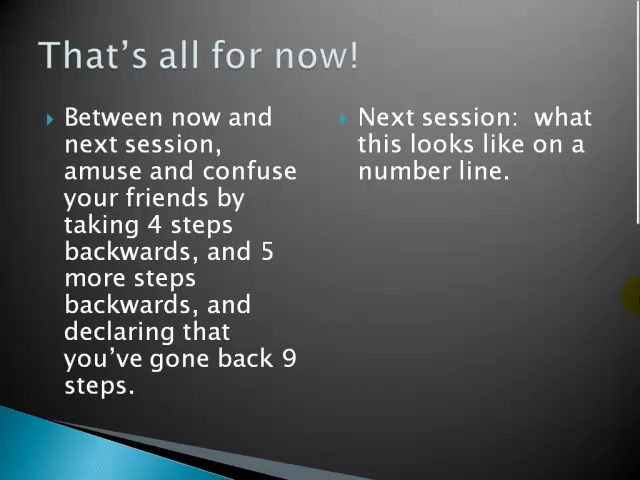 That's all for now!
Between now and
next session,
amuse and confuse
your friends by
taking 4 steps
backwards, and 5
more steps
backwards, and
declaring that
you've gone back 9
steps.
Next session:  what
this looks like on a
number line.